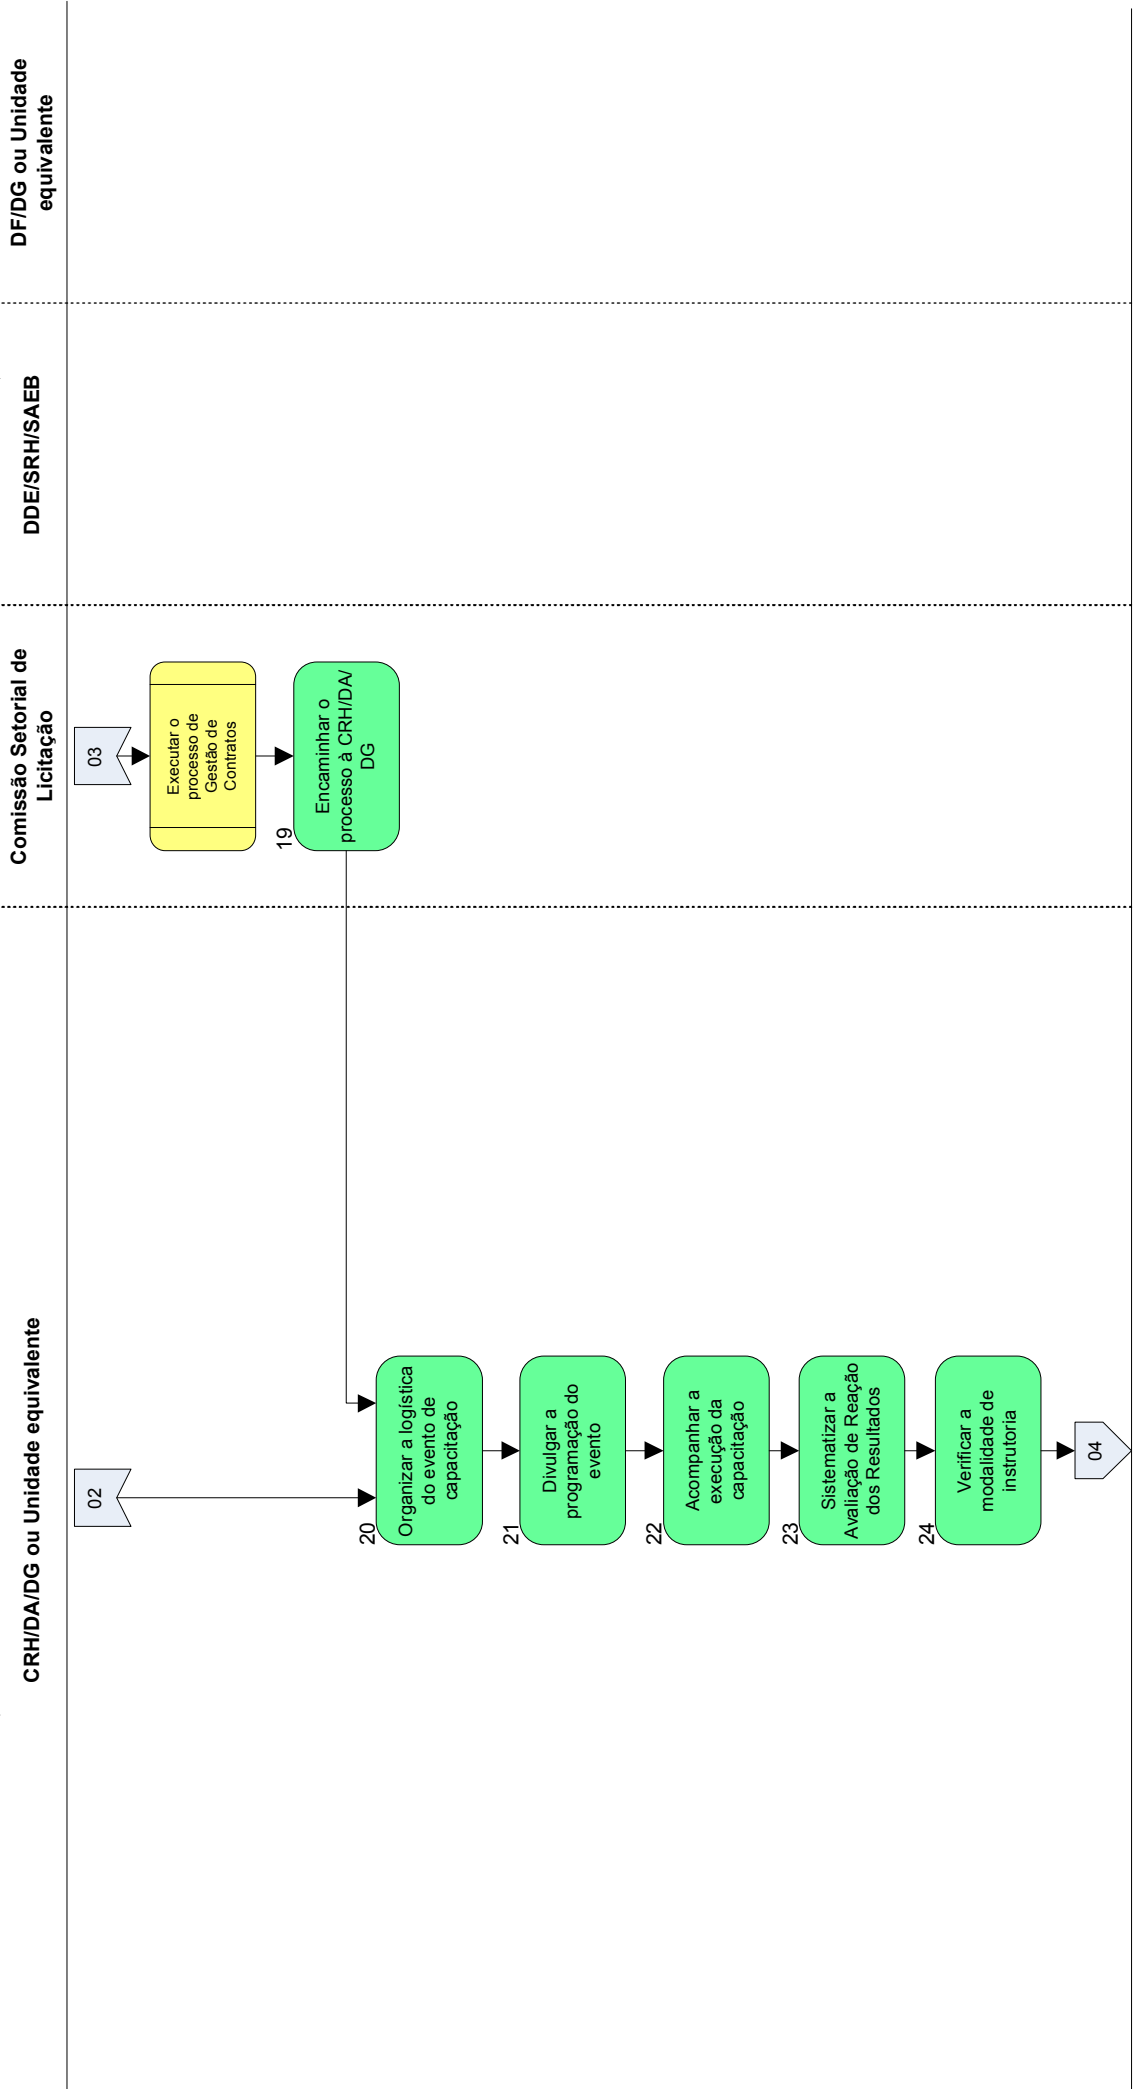 CRH/DA/DG ou Unidade equivalente
Comissão Setorial de
Licitação
DDE/SRH/SAEB
DF/DG ou Unidade
equivalente
02
03
Executar o
processo de
Gestão de
Contratos
19
Encaminhar o
processo à CRH/DA/
DG
20
Organizar a logística
do evento de
capacitação
21
Divulgar a
programação do
evento
22
Acompanhar a
execução da
capacitação
23
Sistematizar a
Avaliação de Reação
dos Resultados
24
Verificar a
modalidade de
instrutoria
04